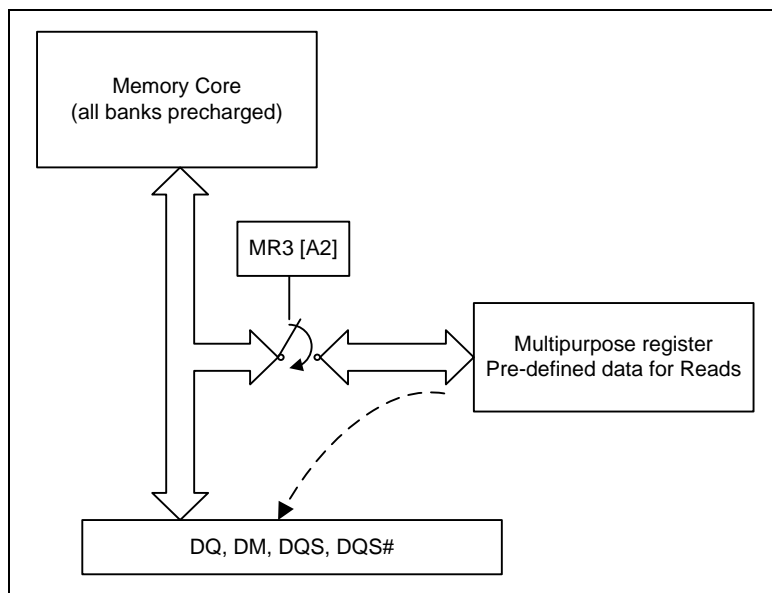 Memory Core
(all banks precharged)
MR3 [A2]
Multipurpose register
Pre-defined data for Reads
DQ, DM, DQS, DQS#